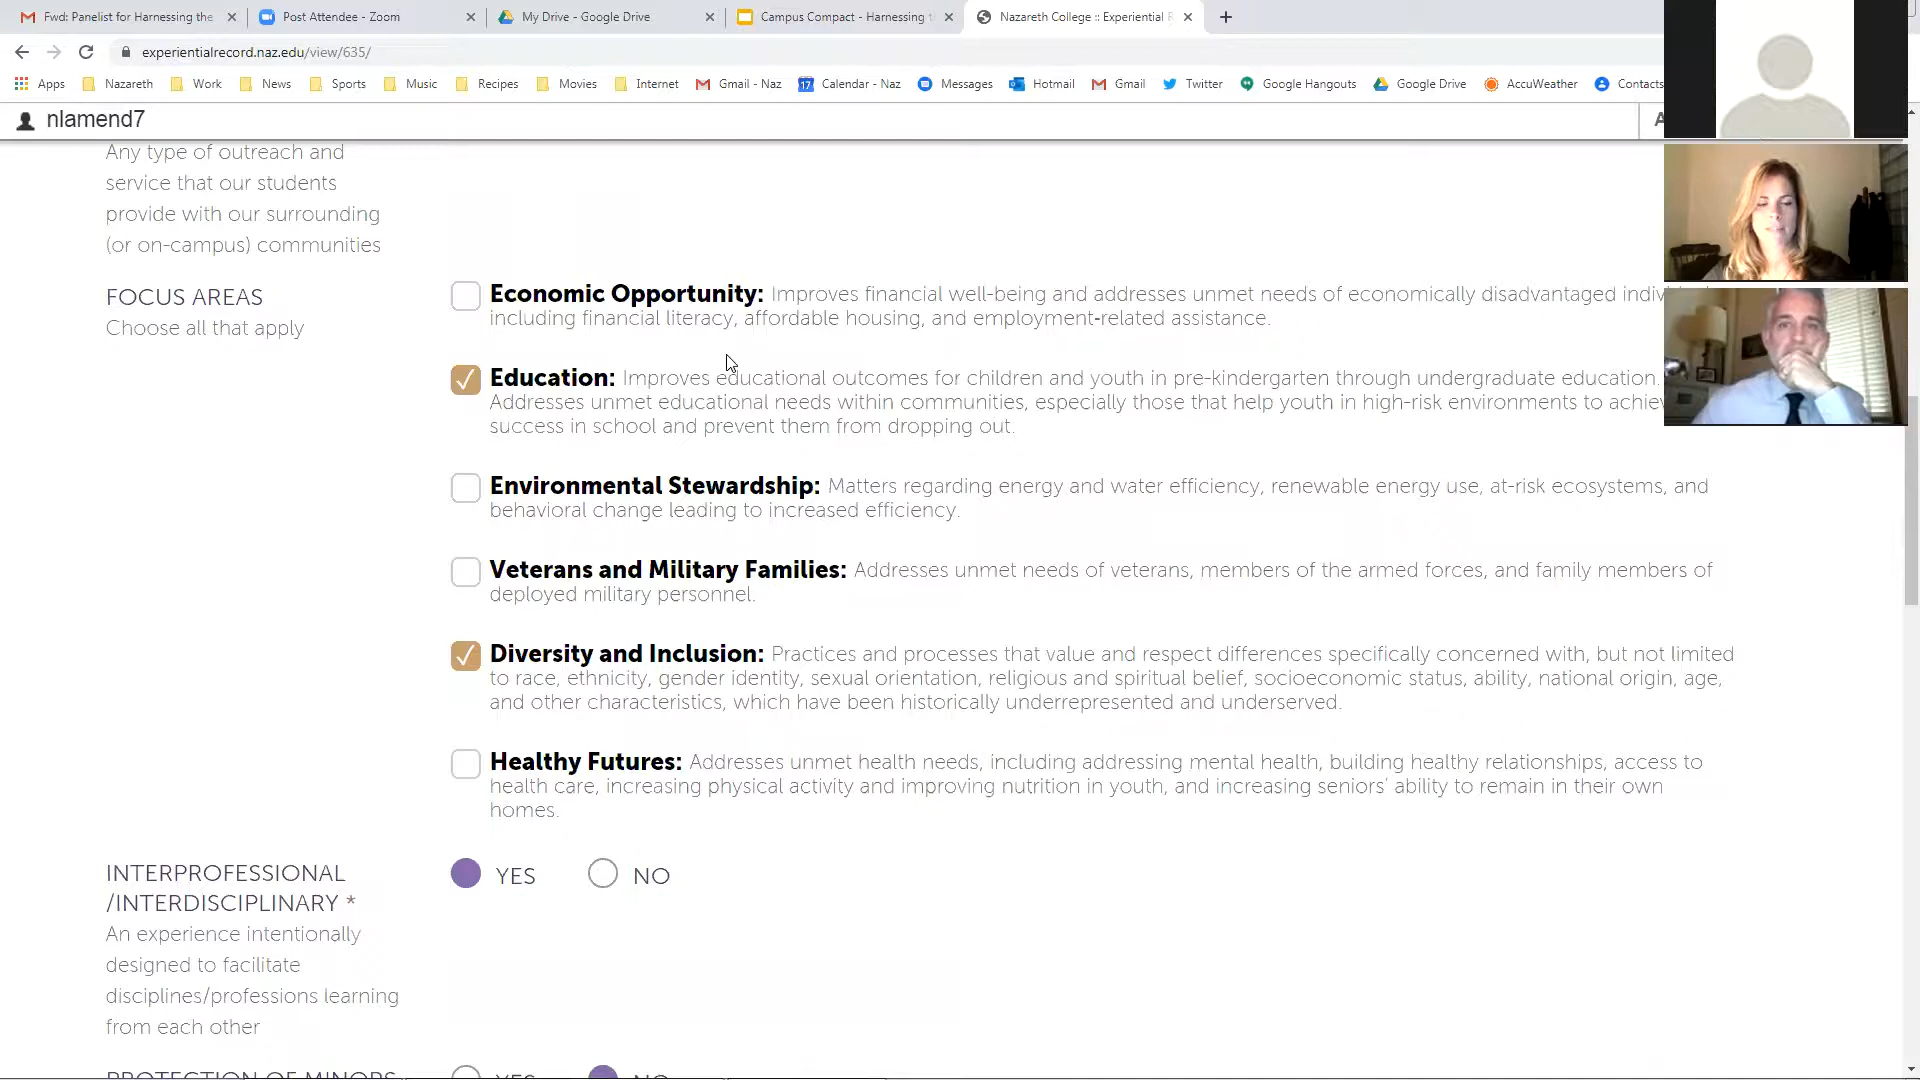 Fwd: Panelist for Harnessing the
Post Attendee - Zoom
My Drive - Google Drive
Campus Compact - Harnessing t
Nazareth College :: Experiential R
experientialrecord.naz.edu/view/635/
Apps
Nazareth
Work
News
Sports
Music
Recipes
Movies
Internet
Gmail - Naz
17
Calendar - Naz
Messages
Hotmail
Gmail
Twitter
Google Hangouts
Google Drive
AccuWeather
Contacts
nlamend7
A
Any type of outreach and
service that our students
provide with our surrounding
(or on-campus) communities
FOCUS AREAS
Choose all that apply
Economic Opportunity: Improves financial well-being and addresses unmet needs of economically disadvantaged
including financial literacy, affordable housing, and employment-related assistance.
Education: Improves educational outcomes for children and youth in pre-kindergarten through undergraduate education.
Addresses unmet educational needs within communities, especially those that help youth in high-risk environments to achiev
success in school and prevent them from dropping out.
Environmental Stewardship: Matters regarding energy and water efficiency, renewable energy use, at-risk ecosystems, and
behavioral change leading to increased efficiency.
Veterans and Military Families: Addresses unmet needs of veterans, members of the armed forces, and family members of
deployed military personnel.
Diversity and Inclusion: Practices and processes that value and respect differences specifically concerned with, but not limited
to race, ethnicity, gender identity, sexual orientation, religious and spiritual belief, socioeconomic status, ability, national origin, age,
and other characteristics, which have been historically underrepresented and underserved.
Healthy Futures: Addresses unmet health needs, including addressing mental health, building healthy relationships, access to
health care, increasing physical activity and improving nutrition in youth, and increasing seniors' ability to remain in their own
homes.
INTERPROFESSIONAL
/INTERDISCIPLINARY *
YES
NO
An experience intentionally
designed to facilitate
disciplines/professions learning
from each other
PROTECTION OF MINORS
YES
NO